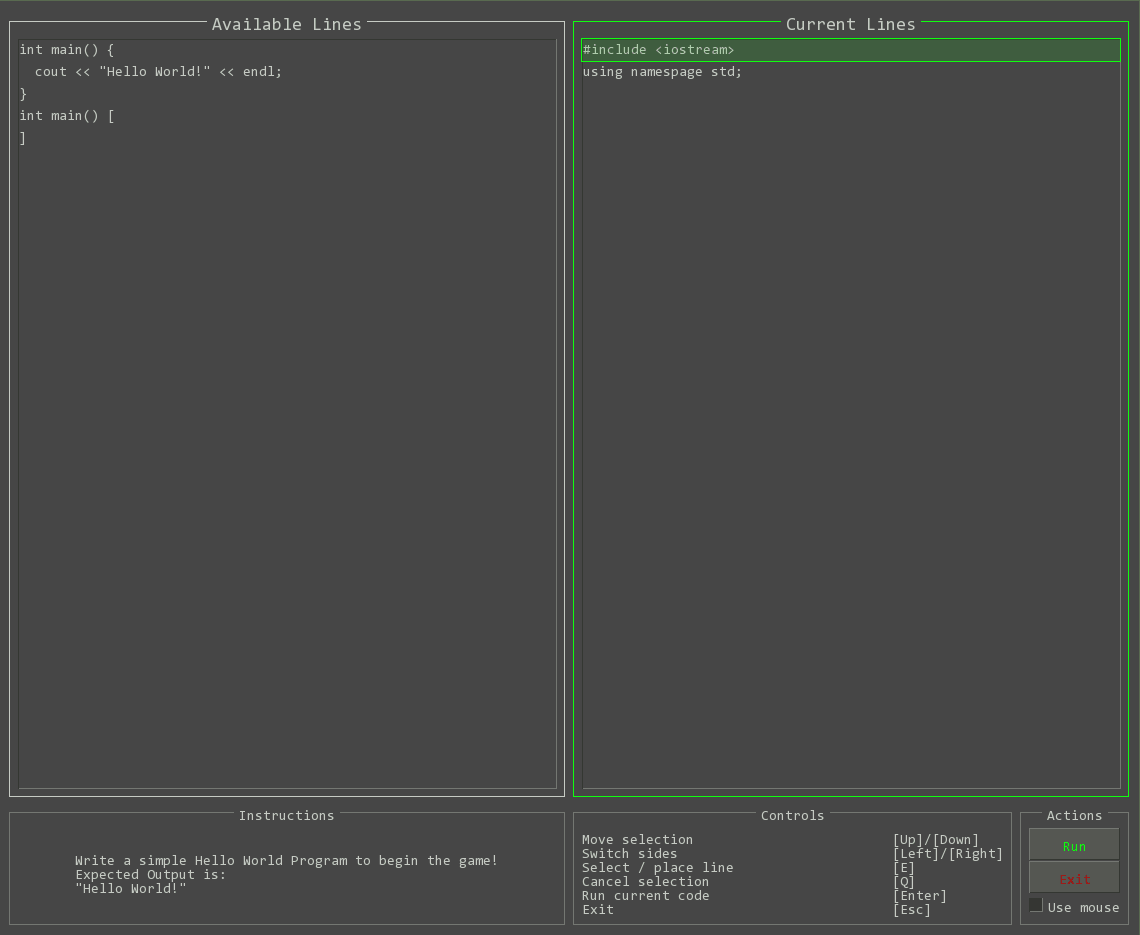 Available Lines
int main() {
  cout << "Hello World!" << endl;
}
int main() [
]
Current Lines
#include <iostream>
using namespage std;
Instructions
Write a simple Hello World Program to begin the game!
Expected Output is:
"Hello World!"
Controls
Move selection [Up]/[Down]
Switch sides [Left]/[Right]
Select / place line [E]
Cancel selection [Q]
Run current code [Enter]
Exit [Esc]
Actions
Run
Exit
Use mouse